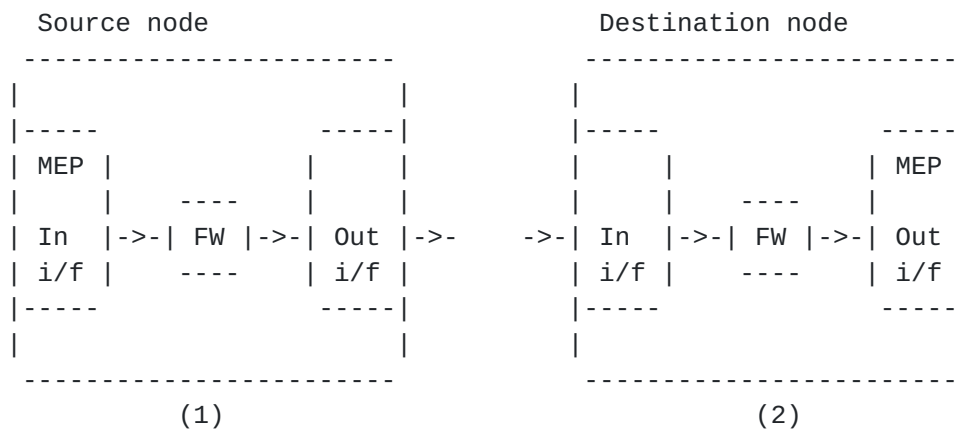 Source node                         Destination node
 ------------------------            ------------------------
|                        |          |
|-----              -----|          |-----              -----
| MEP |            |     |          |     |            | MEP
|     |    ----    |     |          |     |    ----    |
| In  |->-| FW |->-| Out |->-    ->-| In  |->-| FW |->-| Out
| i/f |    ----    | i/f |          | i/f |    ----    | i/f
|-----              -----|          |-----              -----
|                        |          |
 ------------------------            ------------------------
           (1)                                  (2)